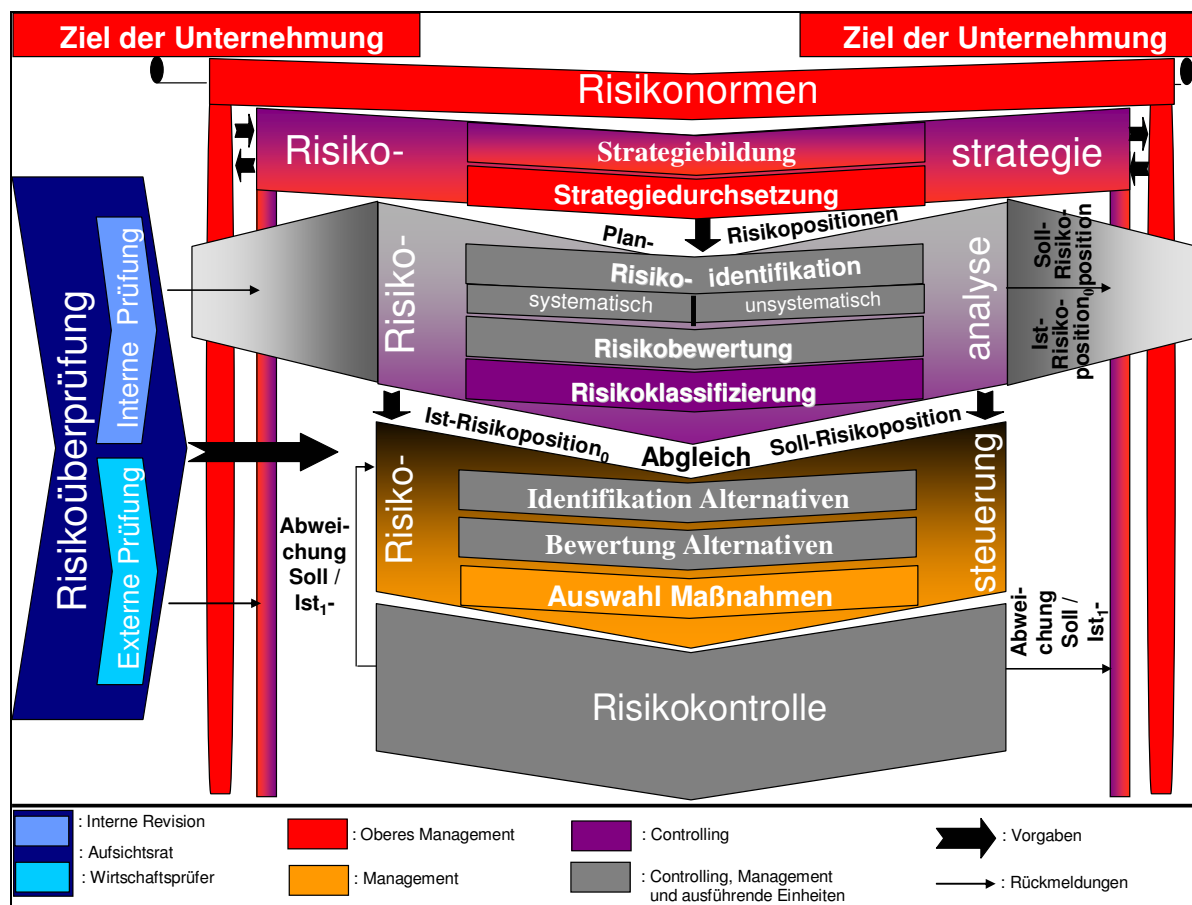 Ziel der Unternehmung
Ziel der Unternehmung
Risikonormen
Risiko-
strategie
Strategiebildung
Strategiedurchsetzung
Plan-
Risikopositionen
Risiko-
analyse
Risiko- identifikation
systematisch
unsystematisch
Risikobewertung
Risikoklassifizierung
Soll-
Risiko-
position
Ist-
Risiko-
position0
Risikoüberprüfung
Interne Prüfung
Externe Prüfung
Ist-Risikoposition0
Abgleich
Soll-Risikoposition
Risiko-
steuerung
Identifikation Alternativen
Bewertung Alternativen
Auswahl Maßnahmen
Abwei-
chung
Soll /
Ist1-
Abwei-
chung
Soll /
Ist1-
Risikokontrolle
: Interne Revision
: Aufsichtsrat
: Wirtschaftsprüfer
: Oberes Management
: Management
: Controlling
: Controlling, Management
und ausführende Einheiten
: Vorgaben
: Rückmeldungen